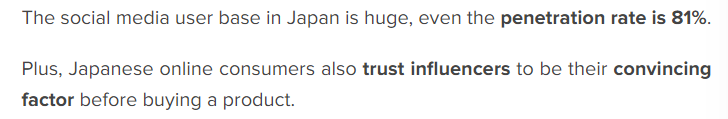 The social media user base in Japan is huge, even the penetration rate is 81%.
Plus, Japanese online consumers also trust influencers to be their convincing
factor before buying a product.